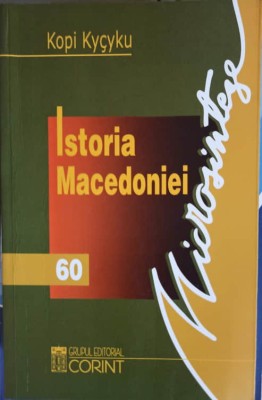 Kopi Kyçyku
Istoria
Macedoniei
Microsinteze
60
GRUPUL EDITORIAL
CORINT